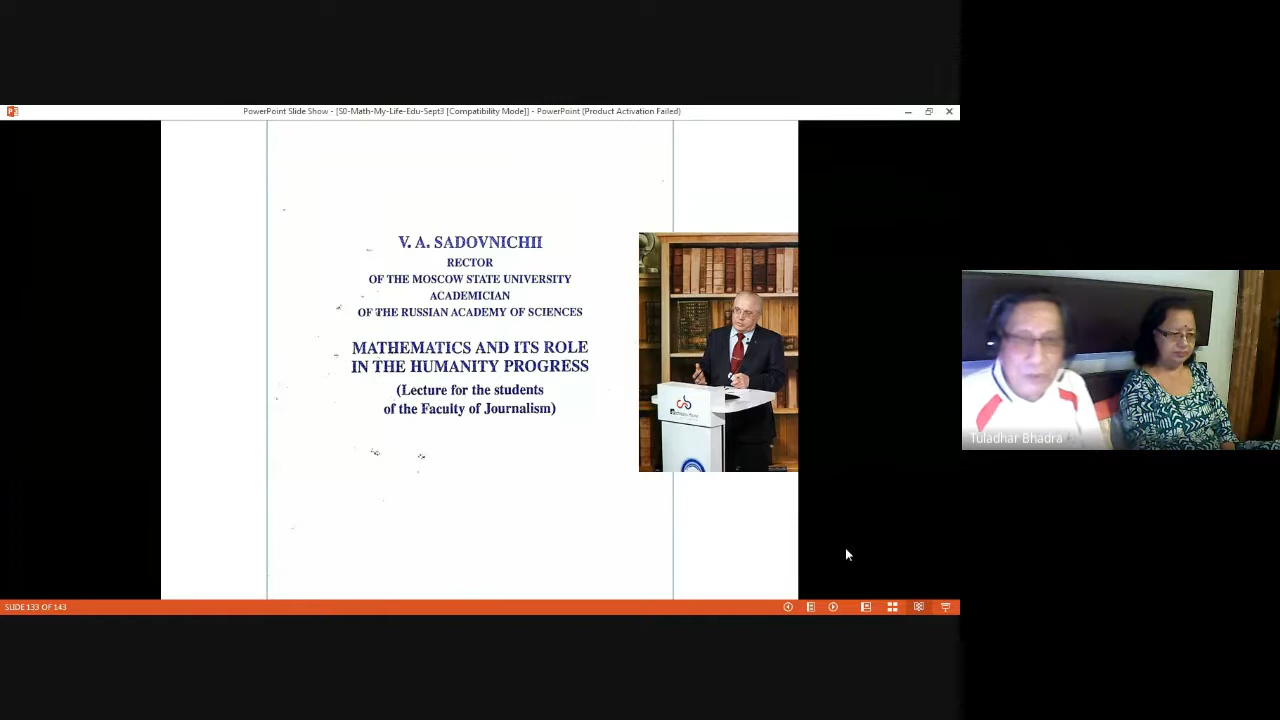 PowerPoint Slide Show - [S0-Math-My-Life-Edu-Sept3 [Compatibility Mode]] - PowerPoint (Product Activation Failed)
V. A. SADOVNICHII
RECTOR
OF THE MOSCOW STATE UNIVERSITY
ACADEMICIAN
OF THE RUSSIAN ACADEMY OF SCIENCES
MATHEMATICS AND ITS ROLE
IN THE HUMANITY PROGRESS
(Lecture for the students
of the Faculty of Journalism)
Tuladhar Bhadra
SLIDE 133 OF 143